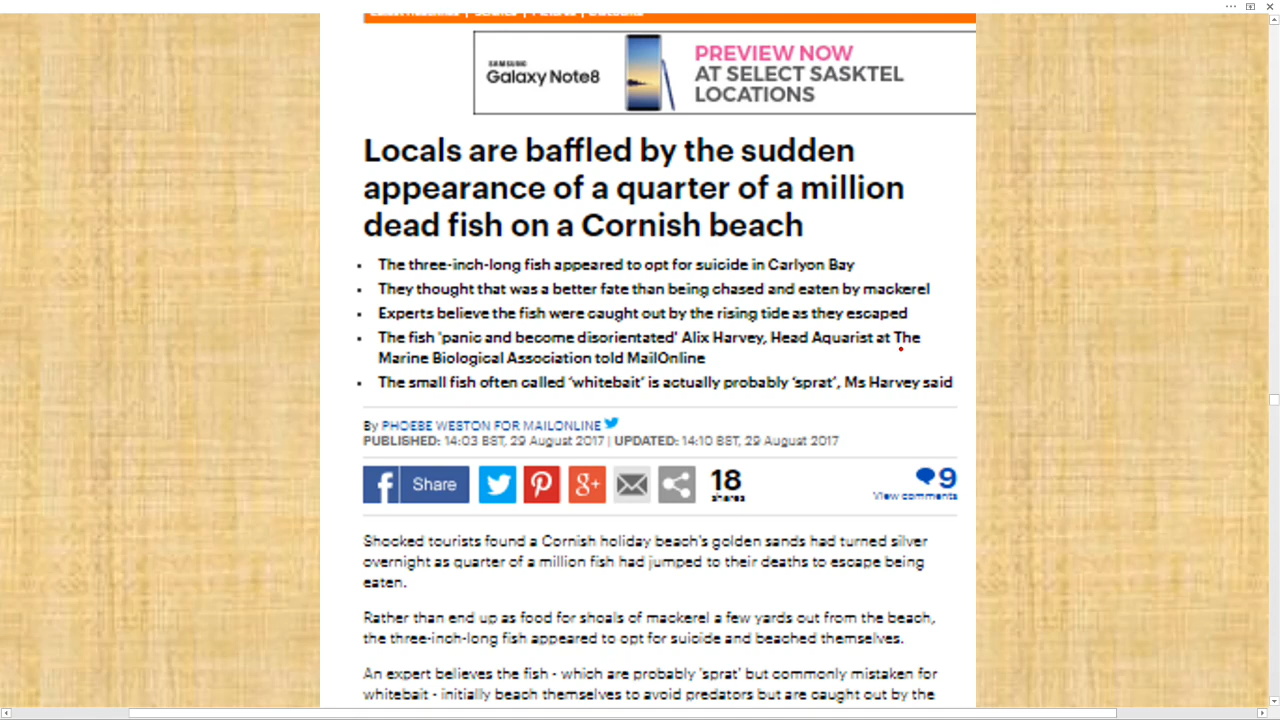 SAMSUNG
Galaxy Note8
PREVIEW NOW
AT SELECT SASKTEL
LOCATIONS
Locals are baffled by the sudden
appearance of a quarter of a million
dead fish on a Cornish beach
• The three-inch-long fish appeared to opt for suicide in Carlyon Bay
• They thought that was a better fate than being chased and eaten by mackerel
• Experts believe the fish were caught out by the rising tide as they escaped
• The fish 'panic and become disorientated' Alix Harvey, Head Aquarist at The
Marine Biological Association told MailOnline
• The small fish often called 'whitebait' is actually probably 'sprat', Ms Harvey said
By PHOEBE WESTON FOR MAILONLINE
PUBLISHED: 14:03 BST, 29 August 2017 | UPDATED: 14:10 BST, 29 August 2017
f Share
g+
18
shares
9
View comments
Shocked tourists found a Cornish holiday beach's golden sands had turned silver
overnight as quarter of a million fish had jumped to their deaths to escape being
eaten.
Rather than end up as food for shoals of mackerel a few yards out from the beach,
the three-inch-long fish appeared to opt for suicide and beached themselves.
An expert believes the fish - which are probably 'sprat' but commonly mistaken for
whitebait - initially beach themselves to avoid predators but are caught out by the